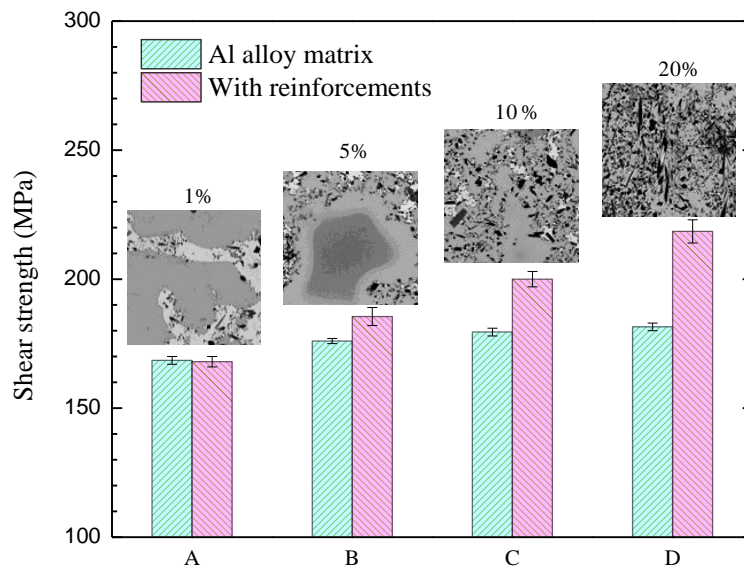 300
250
200
150
100
Shear strength (MPa)
Al alloy matrix
With reinforcements
1%
5%
10 %
20%
A
B
C
D